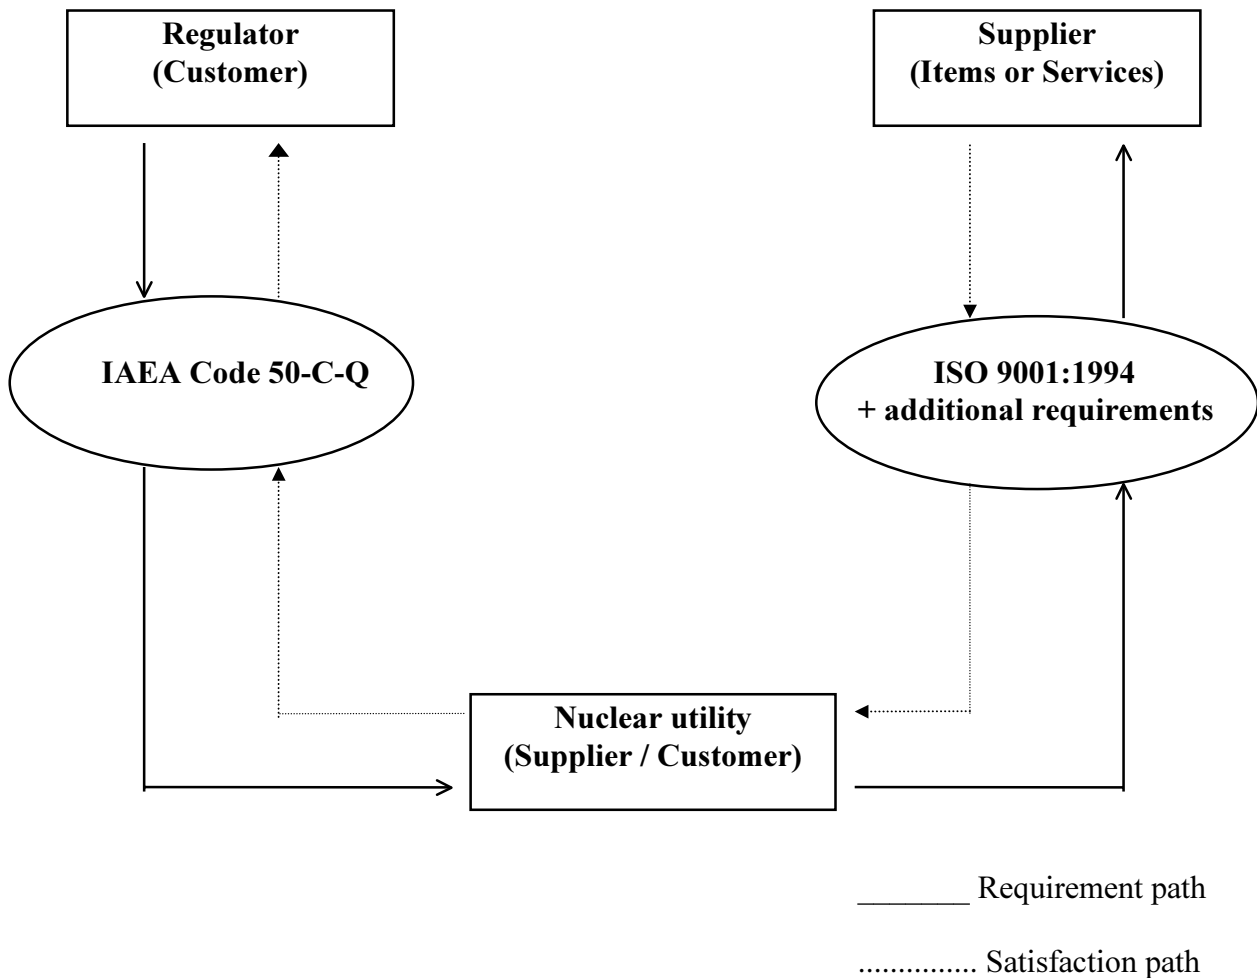 Regulator
(Customer)
Supplier
(Items or Services)
IAEA Code 50-C-Q
ISO 9001:1994
+ additional requirements
Nuclear utility
(Supplier / Customer)
_______ Requirement path
............... Satisfaction path